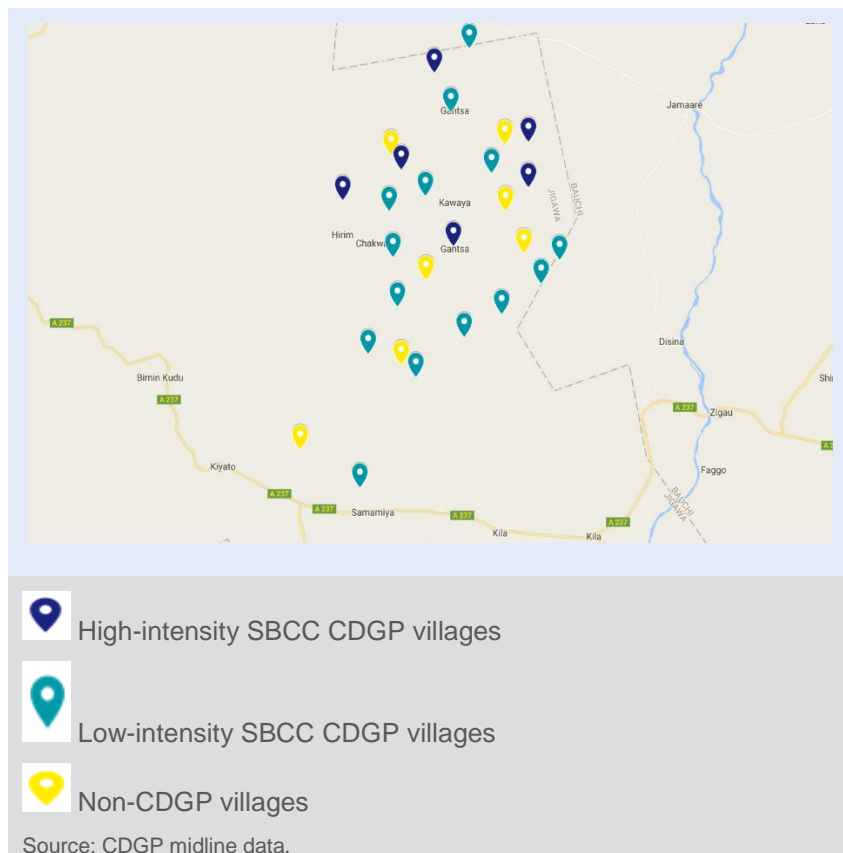 Jamaare
Gantsa
Kawaya
JIGAWA
BAUCHI
Hirim
Chakw
Gantsa
A 237
Disina
Birnin Kudu
Shi
A 237
A 237
Zigau
Kiyato
Faggo
A 237
BAUCHI
JIGAWA
A 237
Samamiya
A 237
A 237
Kila
Kila
High-intensity SBCC CDGP villages
Low-intensity SBCC CDGP villages
Non-CDGP villages
Source: CDGP midline data.